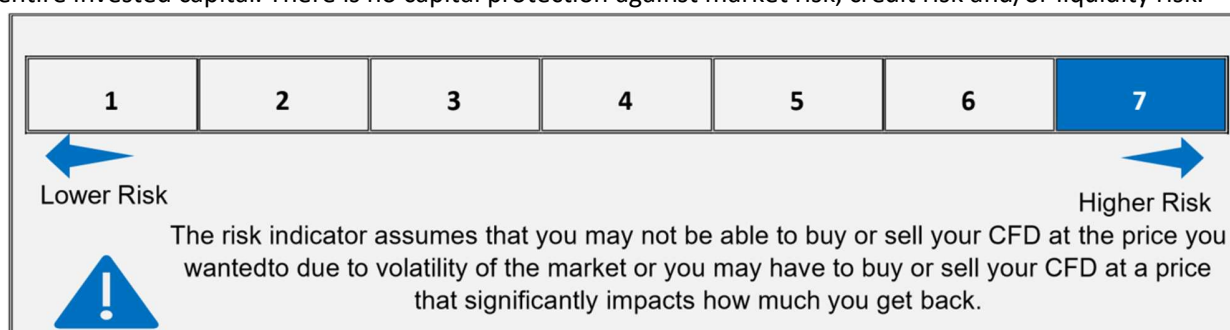 entire invested capital. There is no capital protection against market risk, credit risk and/or liquidity risk.
1 2 3 4 5 6 7
Lower Risk
Higher Risk
The risk indicator assumes that you may not be able to buy or sell your CFD at the price you
wantedto due to volatility of the market or you may have to buy or sell your CFD at a price
that significantly impacts how much you get back.